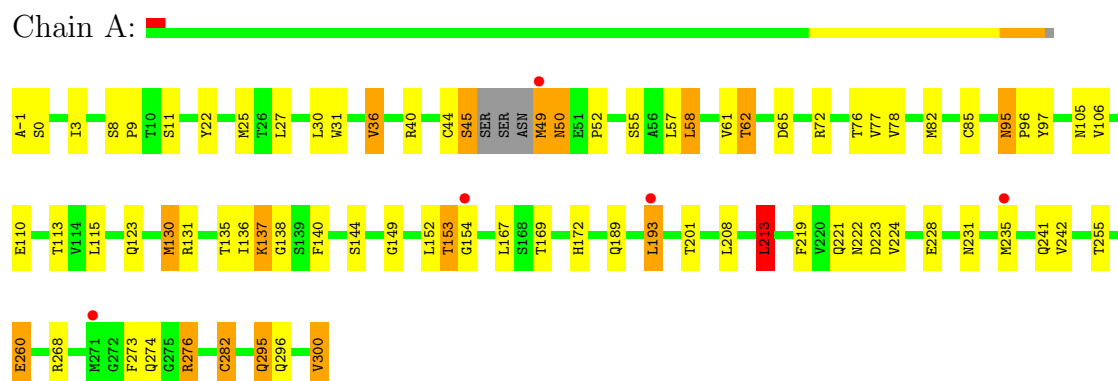 Chain A:
A-1 S0 I3 S8 P9 T10 S11 Y22 M25 T26 L27 L30 W31 V36 R40 C44 S45 SER SER ASN M49 N50 E51 P52 S55 A56 L57 L58 V61 T62 D65 R72 T76 V77 V78 M82 C85 N95 P96 Y97 N105 V106
E110 T113 V114 L115 Q123 M130 R131 T135 I136 K137 G138 S139 F140 S144 G149 L152 T153 G154 L167 S168 T169 H172 Q189 L193 T201 L208 L213 F219 V220 Q221 N222 D223 V224 E228 N231 M235 Q241 V242 T255
E260 R268 M271 G272 F273 Q274 G275 R276 C282 Q295 Q296 V300